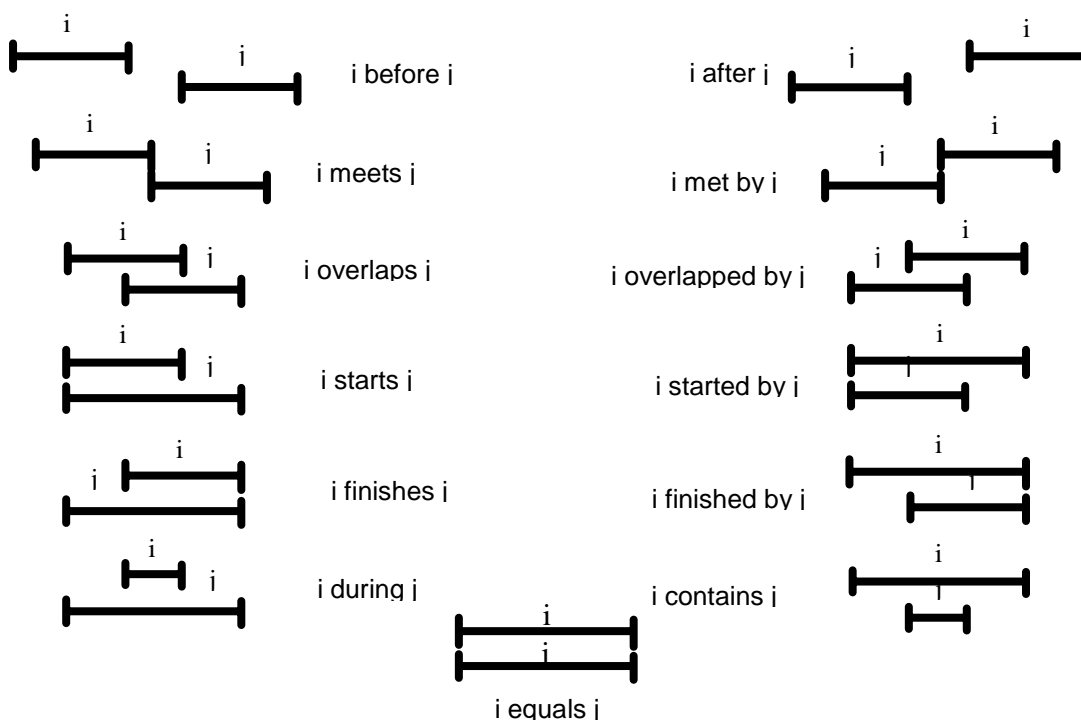 i
i
j
i before j
i after j
j
i
i
j
i meets j
i met by j
j
i
i
j
i overlaps j
i overlapped by j
j
i
i
j
i starts j
i started by j
j
i
i
j
i finishes j
i finished by j
j
i
i
j
i during j
i contains j
j
i
j
i equals j